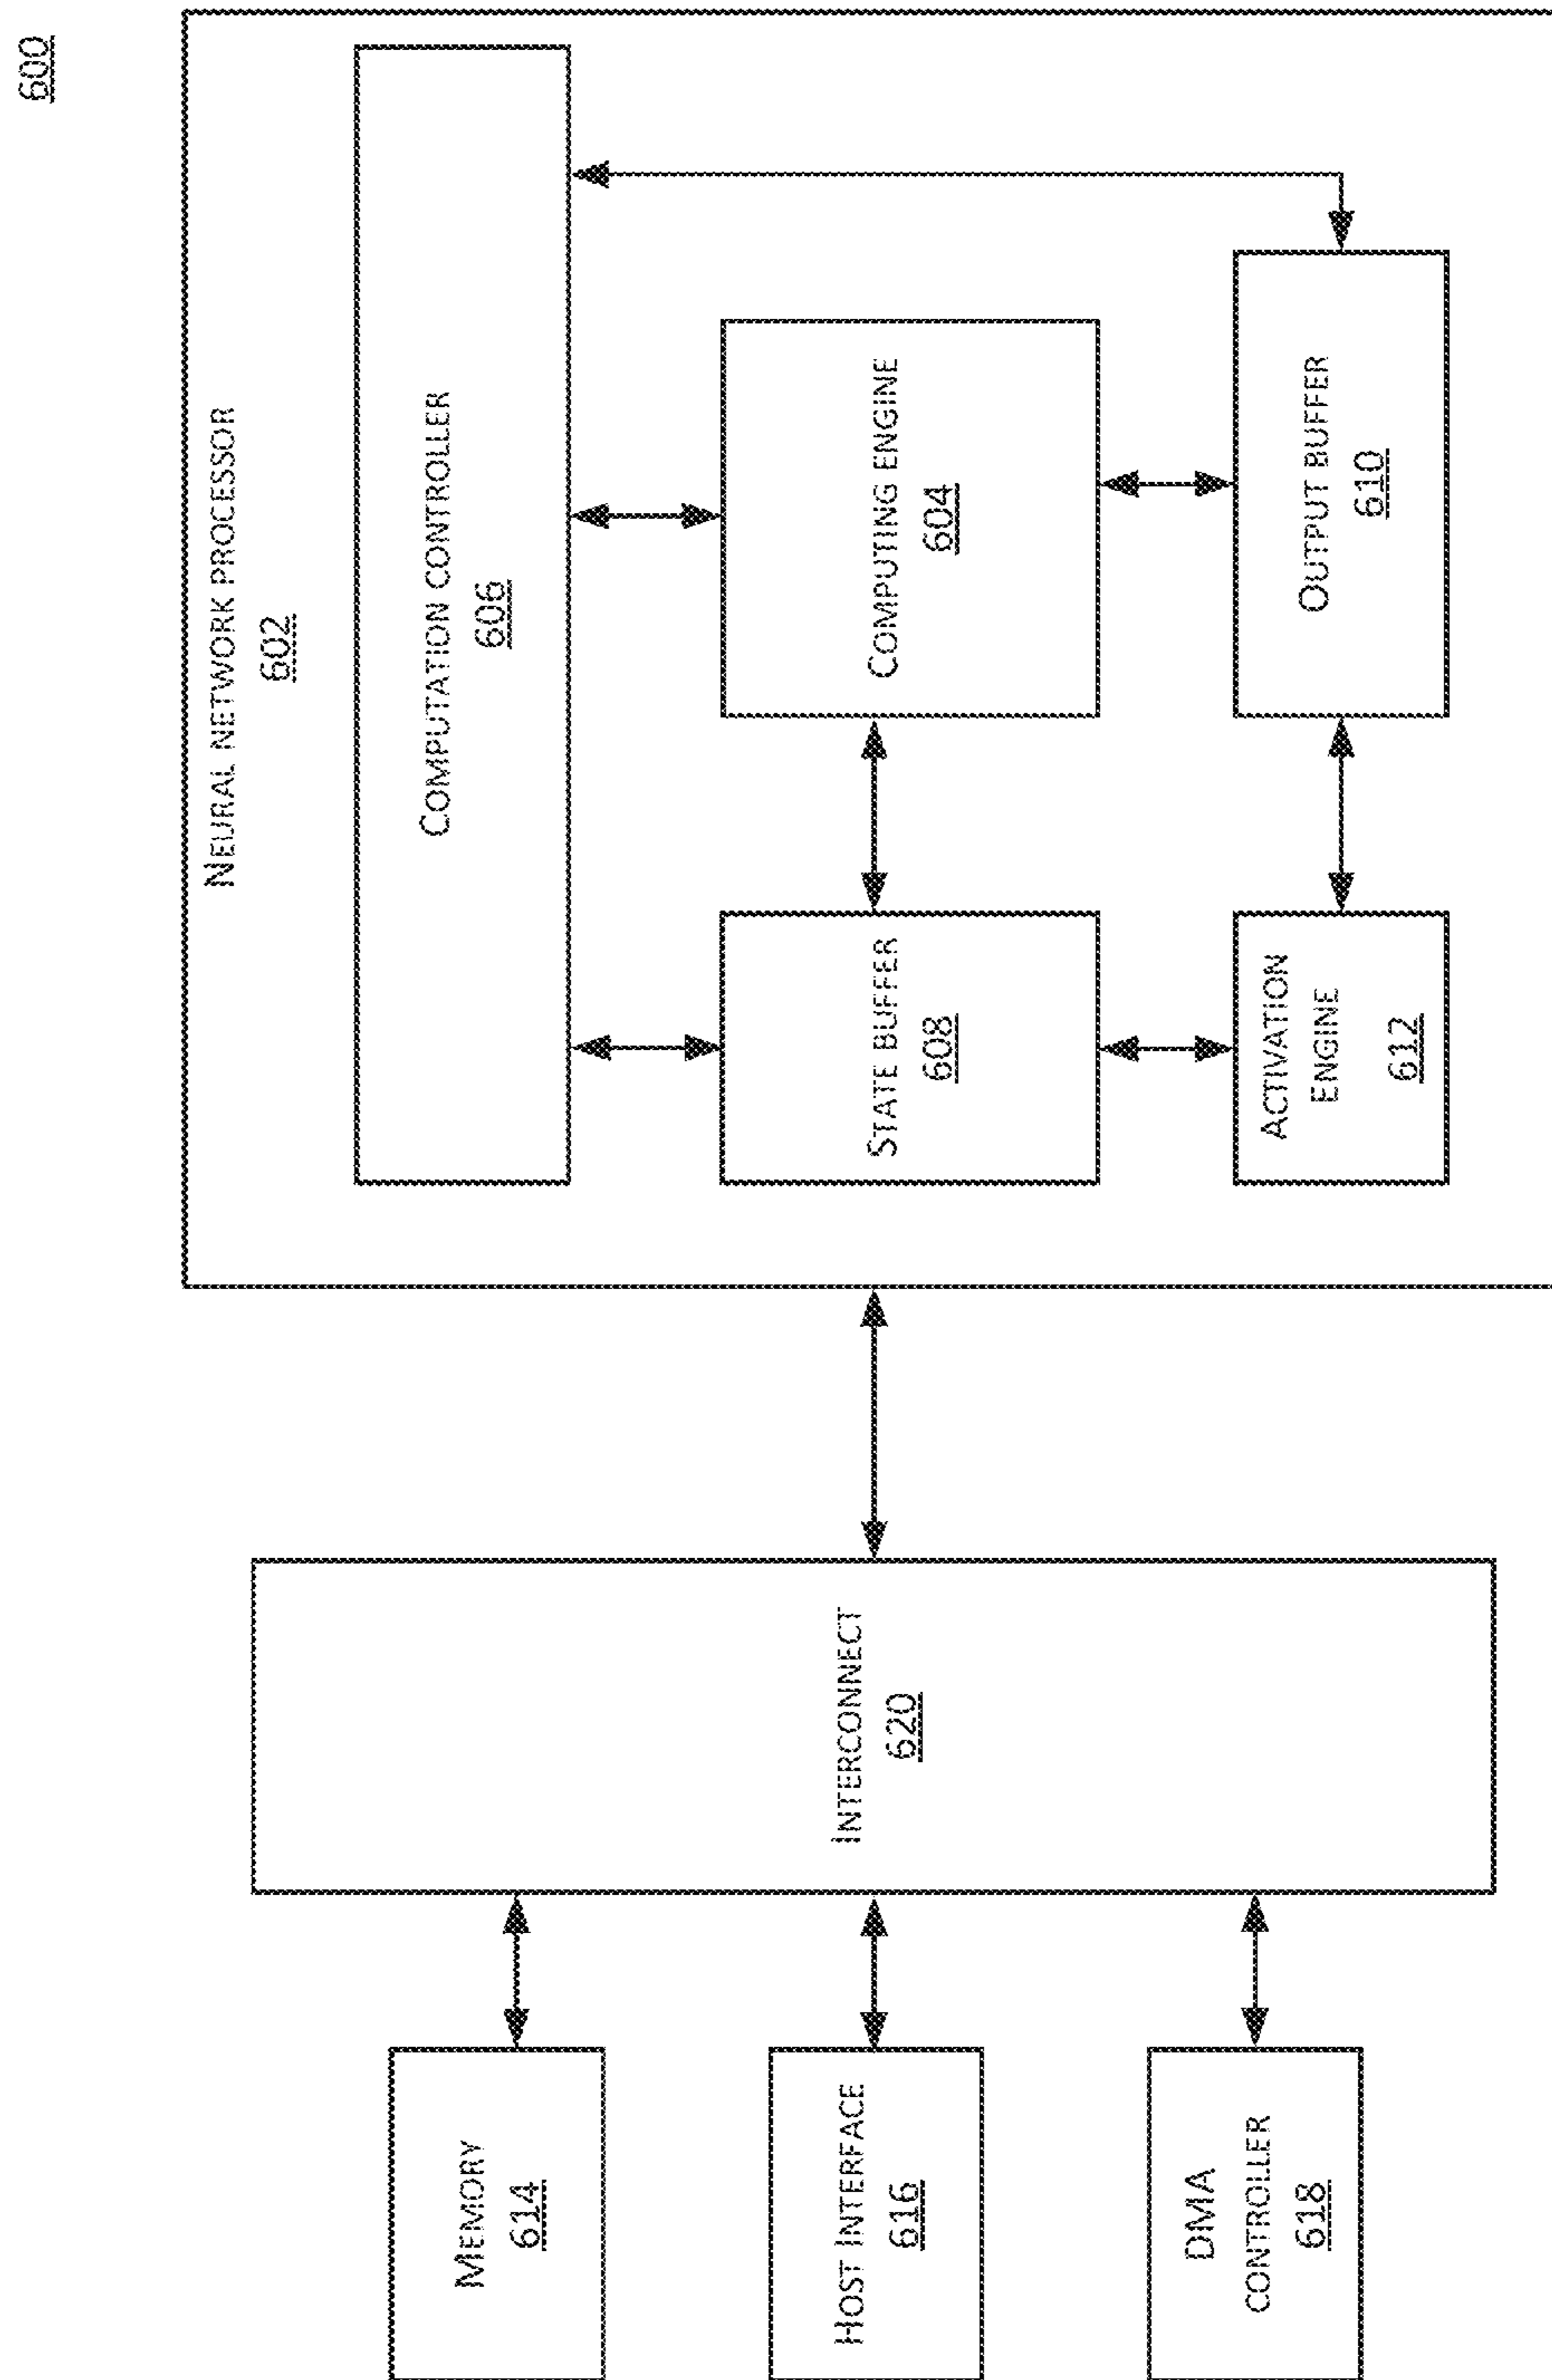 600
NEURAL NETWORK PROCESSOR
602
COMPUTATION CONTROLLER
606
STATE BUFFER
608
COMPUTING ENGINE
604
ACTIVATION
ENGINE
612
OUTPUT BUFFER
610
INTERCONNECT
620
MEMORY
614
HOST INTERFACE
616
DMA
CONTROLLER
618